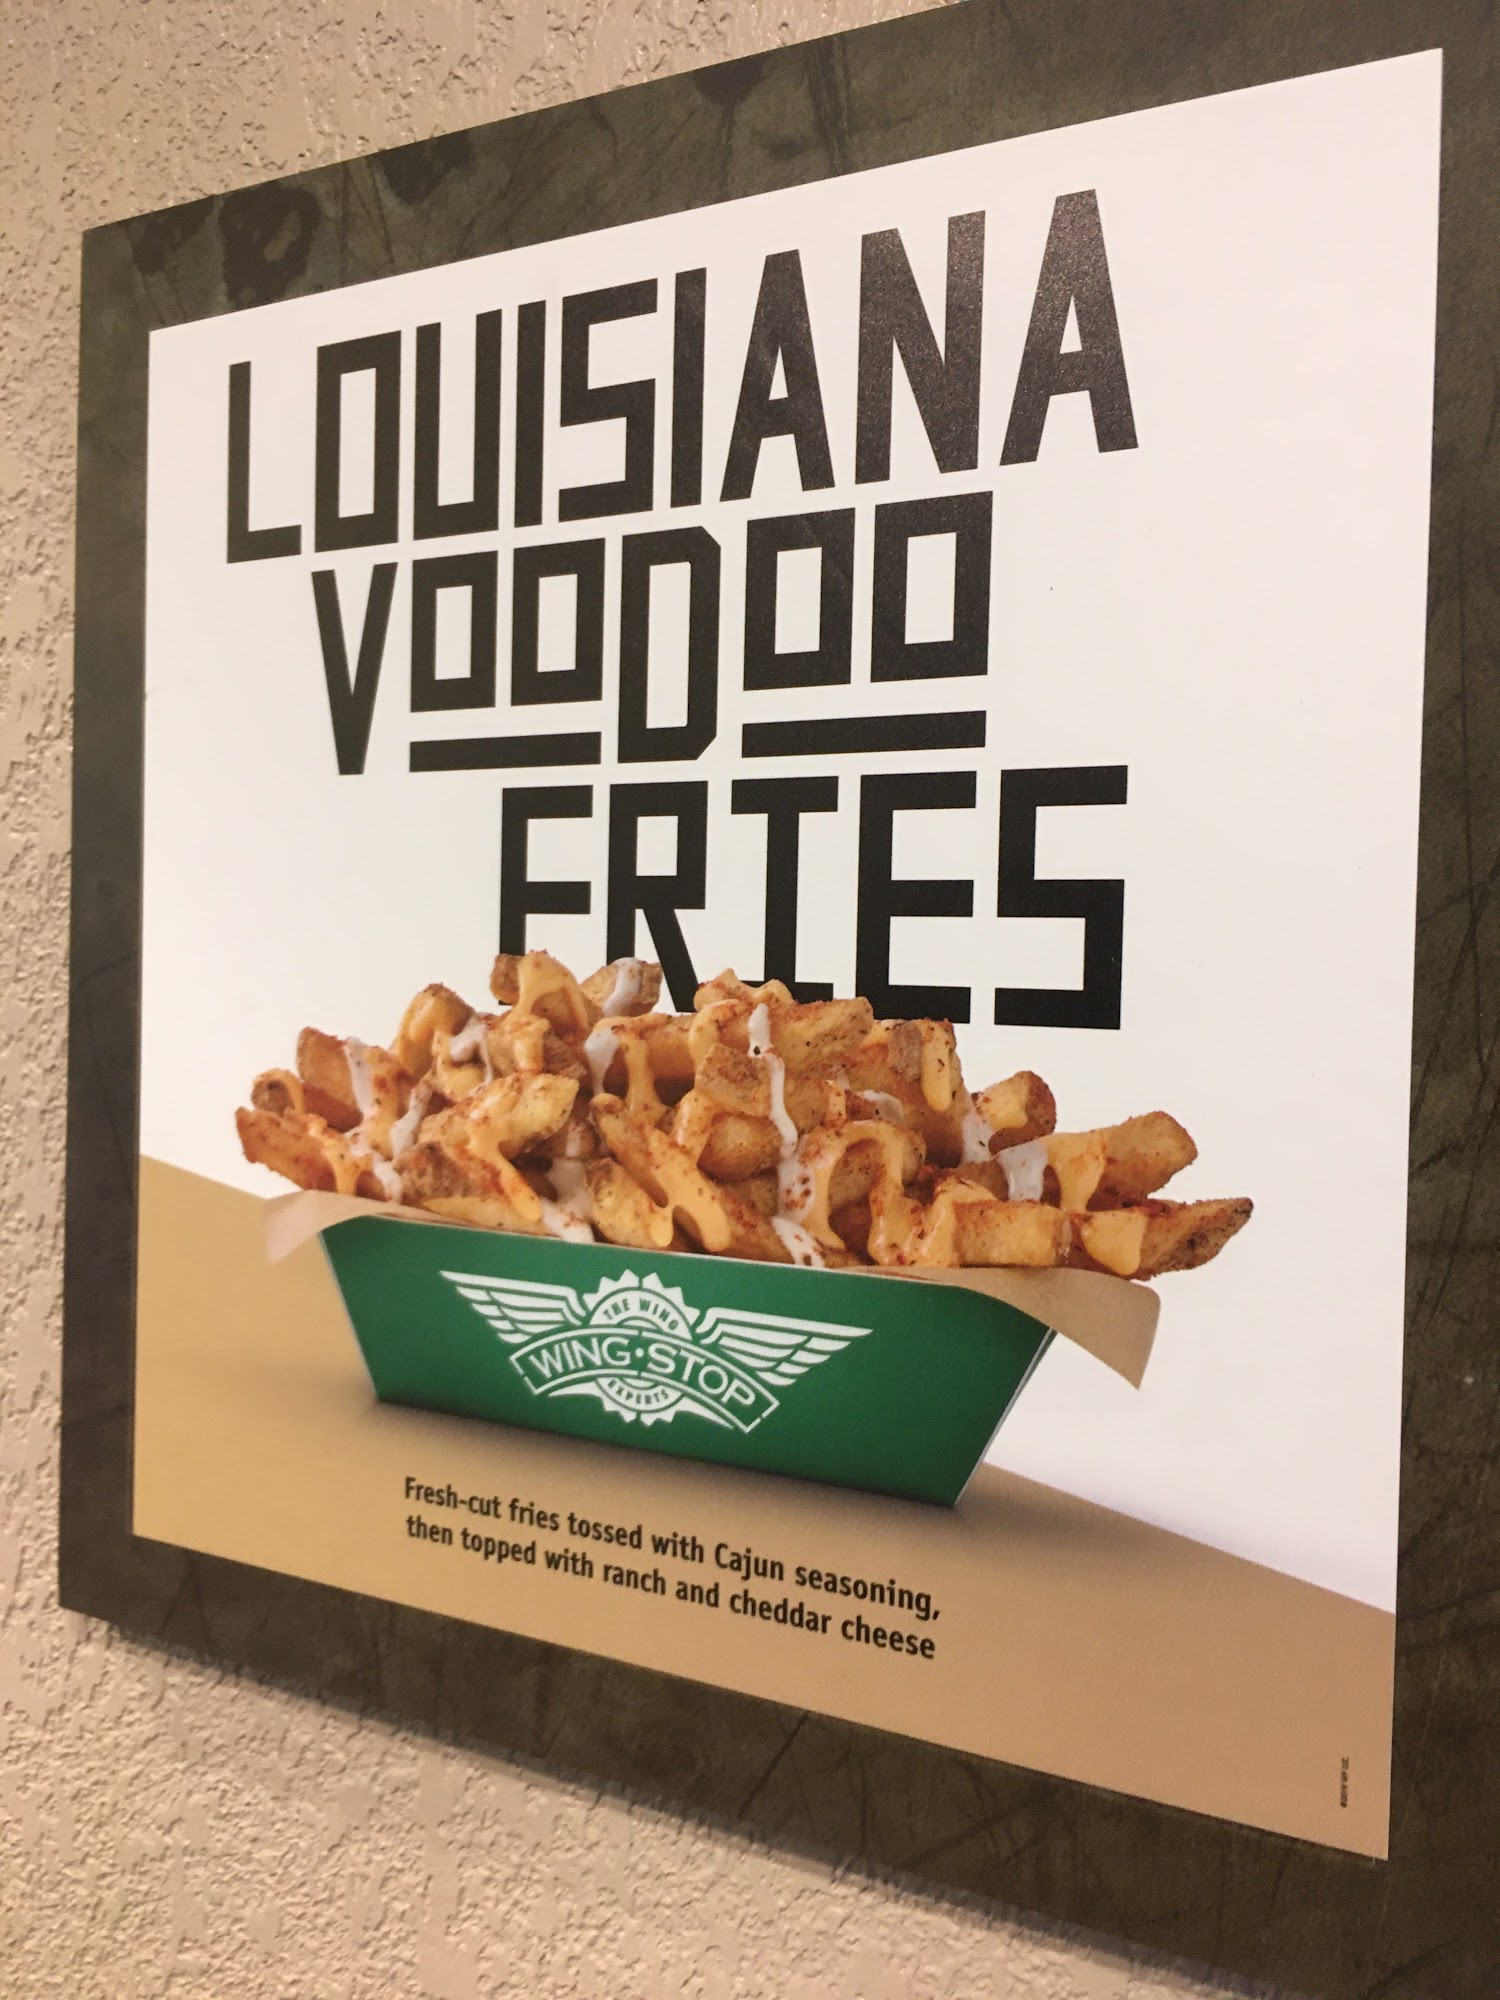 LOUISIANA
VOODOO
FRIES
THE WING
WING·STOP
EXPERTS
Fresh-cut fries tossed with Cajun seasoning,
then topped with ranch and cheddar cheese